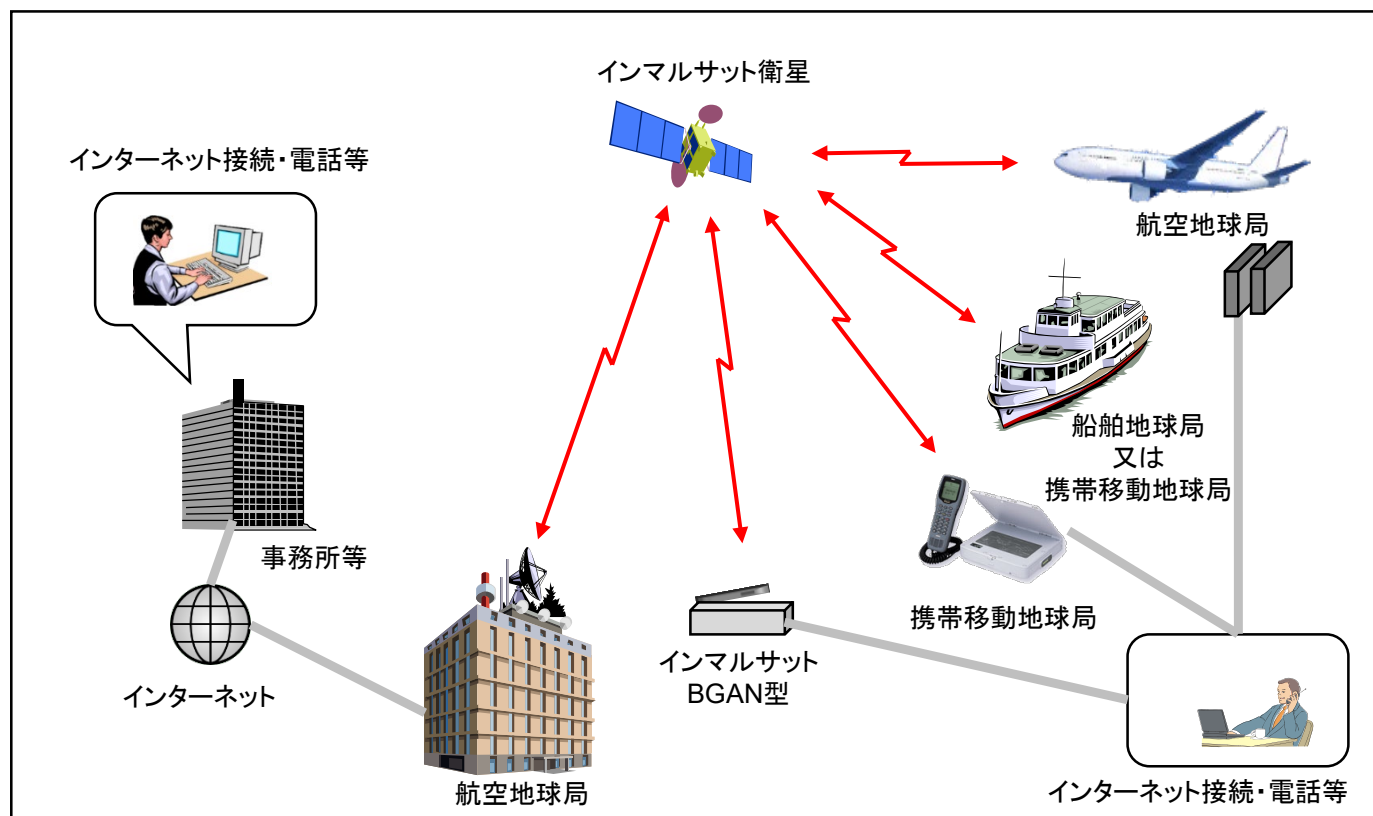 インマルサット衛星
インターネット接続・電話等
航空地球局
船舶地球局
又は
携帯移動地球局
事務所等
携帯移動地球局
インマルサット
BGAN型
インターネット
航空地球局
インターネット接続・電話等